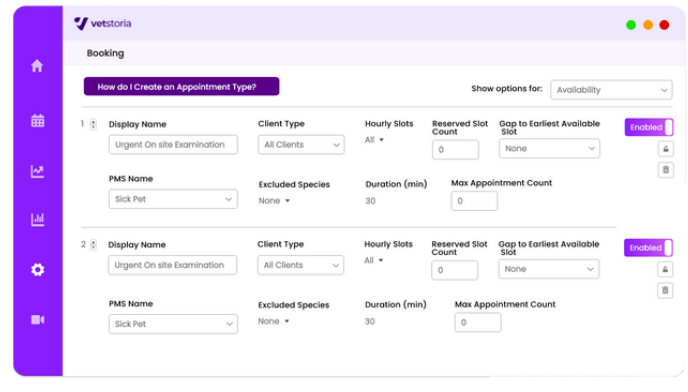 vetstoria
Booking
How do I Create an Appointment Type?
Show options for: Availability
1 Display Name Client Type Hourly Slots Reserved Slot Count Gap to Earliest Available Slot Enabled
Urgent On site Examination All Clients All 0 None
PMS Name Excluded Species Duration (min) Max Appointment Count
Sick Pet None 30 0
2 Display Name Client Type Hourly Slots Reserved Slot Count Gap to Earliest Available Slot Enabled
Urgent On site Examination All Clients All 0 None
PMS Name Excluded Species Duration (min) Max Appointment Count
Sick Pet None 30 0